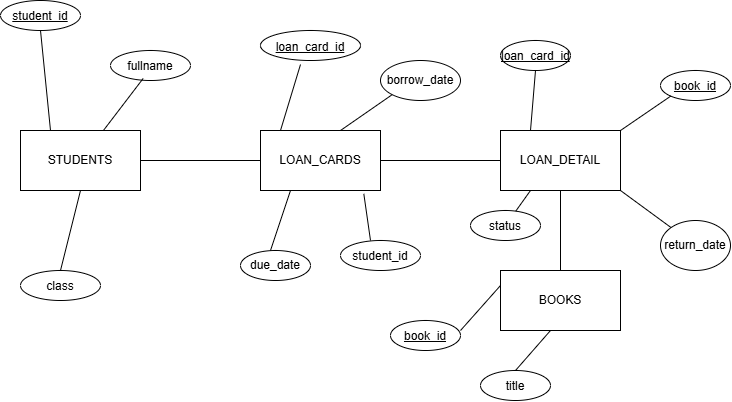 student_id
fullname
loan_card_id
borrow_date
loan_card_id
book_id
STUDENTS
LOAN_CARDS
LOAN_DETAIL
status
return_date
due_date
student_id
class
BOOKS
book_id
title